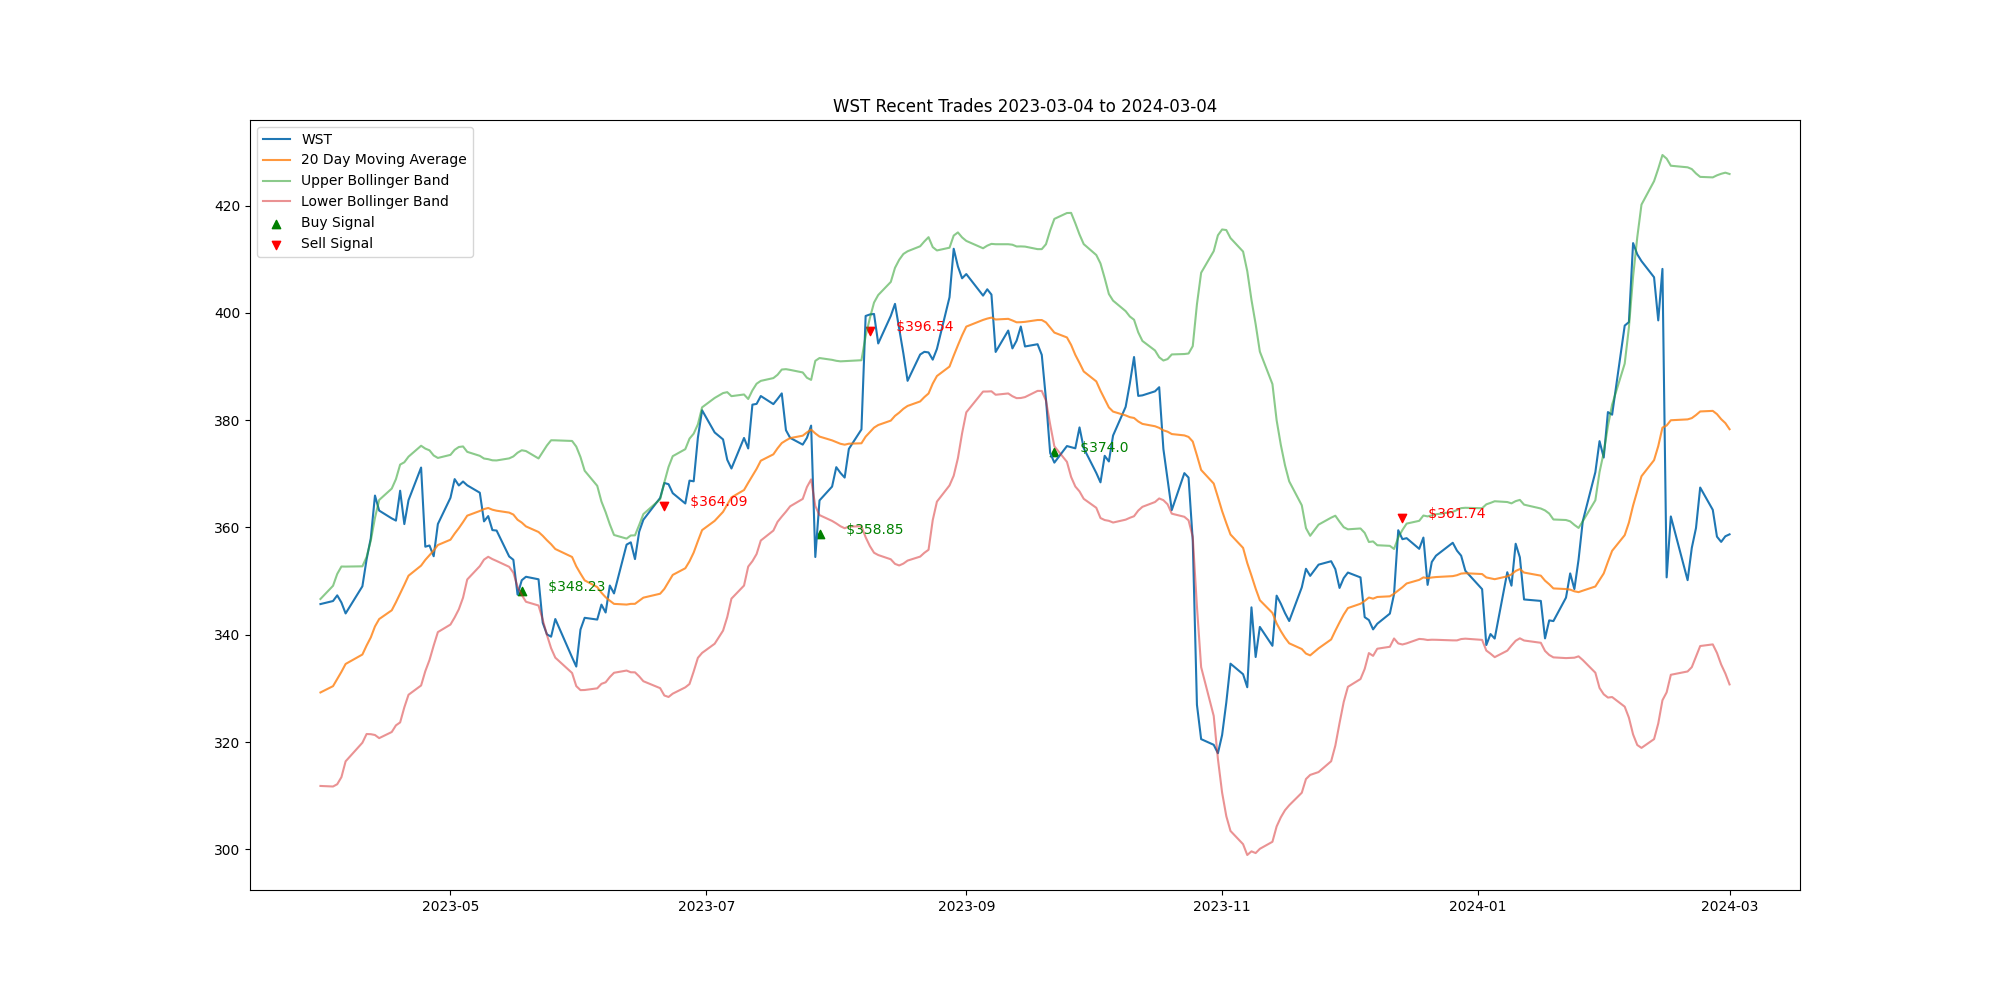 WST Recent Trades 2023-03-04 to 2024-03-04
WST
20 Day Moving Average
Upper Bollinger Band
Lower Bollinger Band
Buy Signal
Sell Signal
420
400
380
360
340
320
300
$348.23
$364.09
$358.85
$396.54
$374.0
$361.74
2023-05
2023-07
2023-09
2023-11
2024-01
2024-03